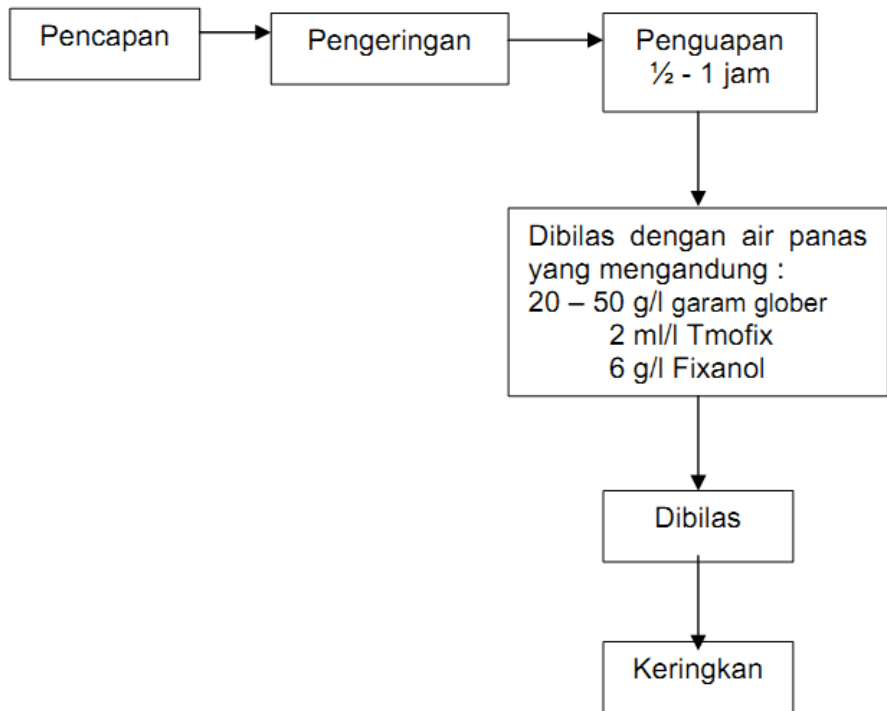 Pencapan
Pengeringan
Penguapan
½ - 1 jam
Dibilas dengan air panas
yang mengandung :
20 – 50 g/l garam glober
2 ml/l Tmofix
6 g/l Fixanol
Dibilas
Keringkan